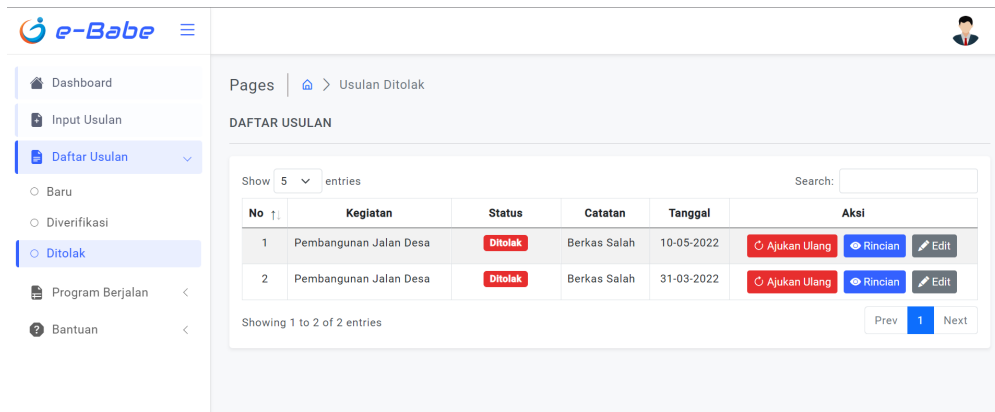 e-Babe
Dashboard
Input Usulan
Daftar Usulan
Baru
Diverifikasi
Ditolak
Program Berjalan
Bantuan
Pages > Usulan Ditolak
DAFTAR USULAN
Show 5 entries Search:
No Kegiatan Status Catatan Tanggal Aksi
1 Pembangunan Jalan Desa Ditolak Berkas Salah 10-05-2022 Ajukan Ulang Rincian Edit
2 Pembangunan Jalan Desa Ditolak Berkas Salah 31-03-2022 Ajukan Ulang Rincian Edit
Showing 1 to 2 of 2 entries Prev 1 Next